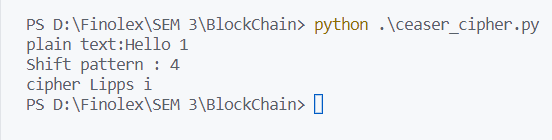 PS D:\Finolex\SEM 3\BlockChain> python .\ceaser_cipher.py
plain text:Hello 1
Shift pattern : 4
cipher Lipps i
PS D:\Finolex\SEM 3\BlockChain>